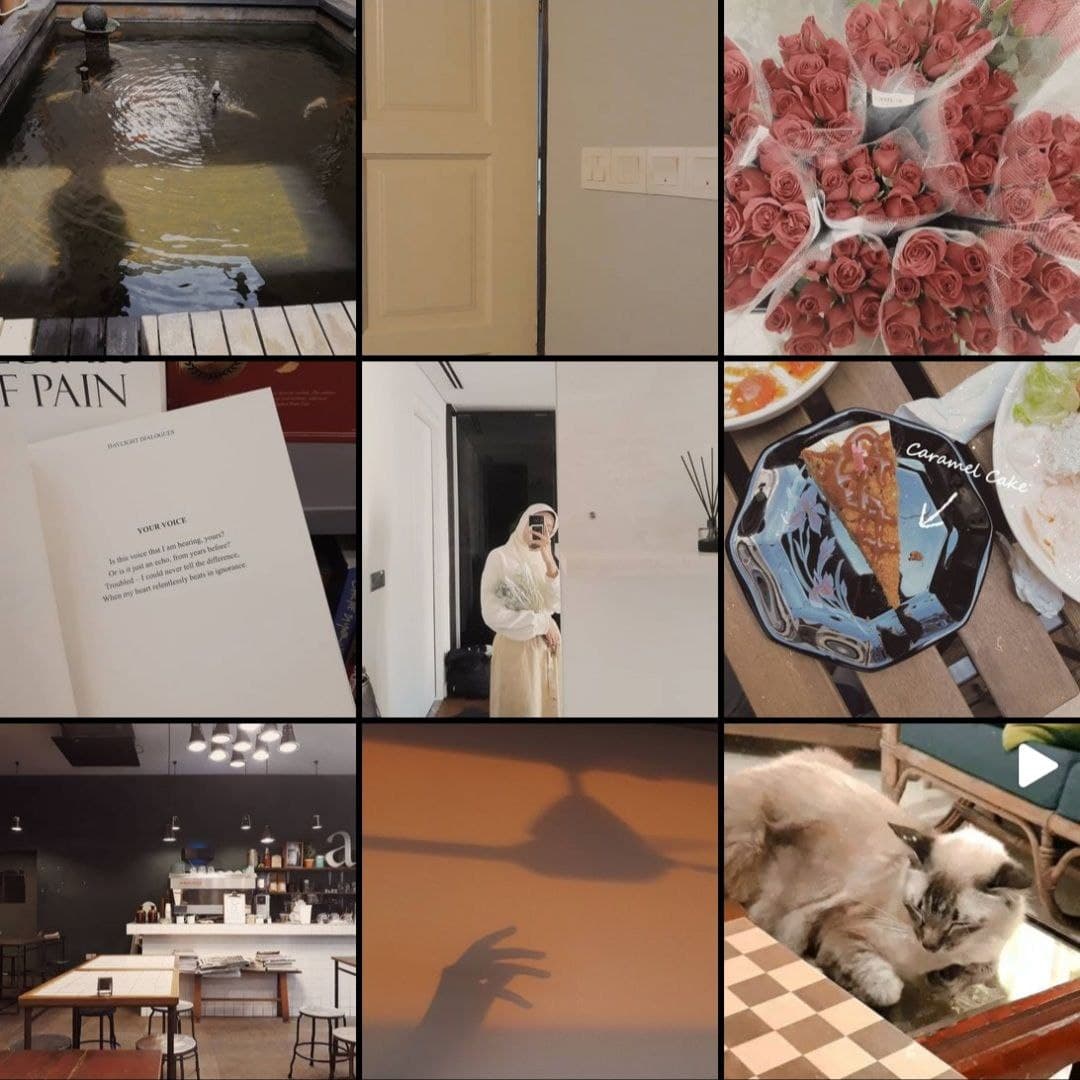 F PAIN
DAYLIGHT DIALOGUES
YOUR VOICE
Is this voice that I am hearing, yours?
Or is it just an echo, from years before?
Troubled – I could never tell the difference,
When my heart relentlessly beats in ignorance.
Caramel Cake
a